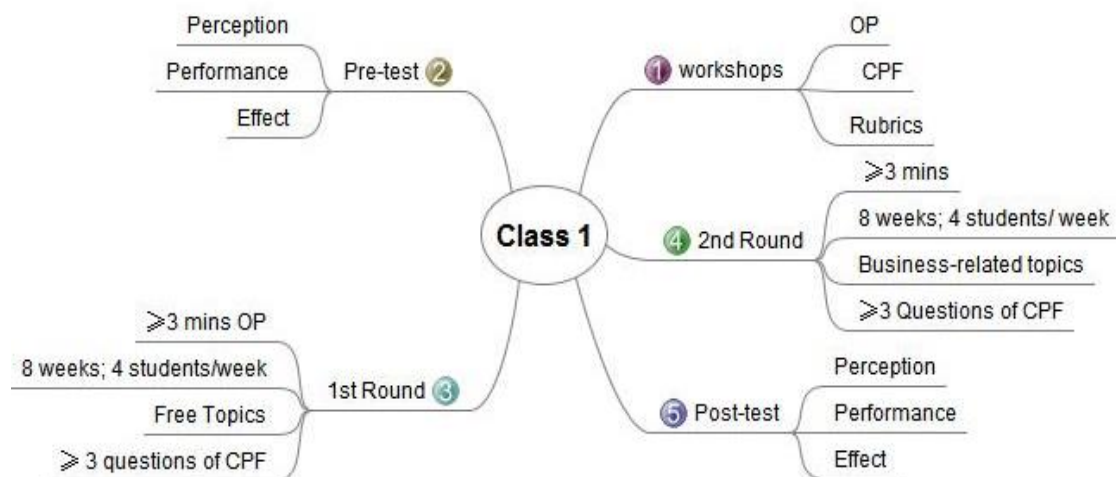 Class 1
1 workshops
OP
CPF
Rubrics
Pre-test 2
Perception
Performance
Effect
1st Round 3
⩾3 mins OP
8 weeks; 4 students/week
Free Topics
⩾ 3 questions of CPF
4 2nd Round
⩾3 mins
8 weeks; 4 students/ week
Business-related topics
⩾3 Questions of CPF
5 Post-test
Perception
Performance
Effect